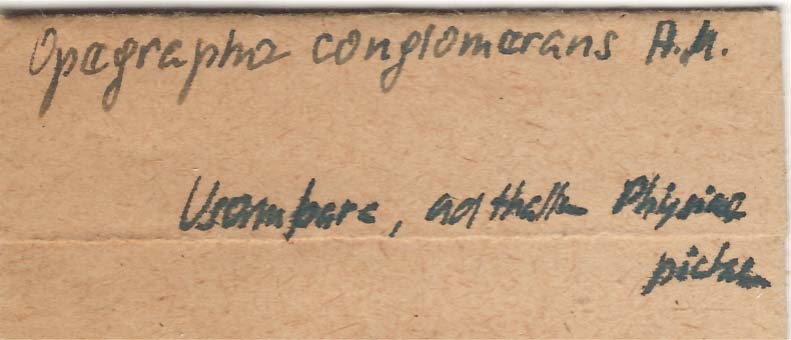 Opegrapha conglomerans A.M.
Usambara, ad thallum Physciae
pictae